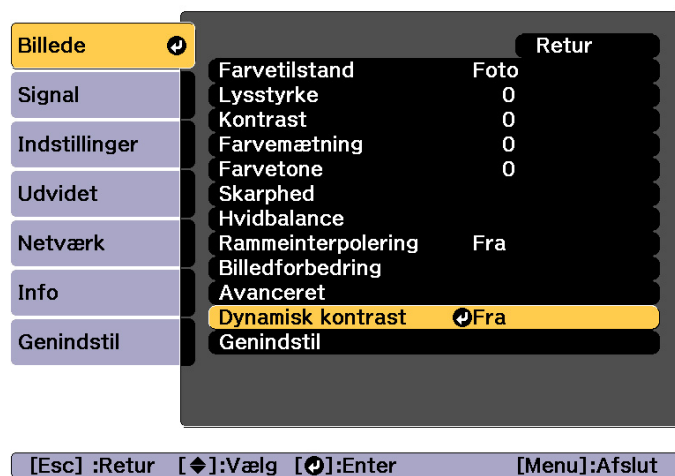 Billede
Signal
Indstillinger
Udvidet
Netværk
Info
Genindstil
Retur
Farvetilstand Foto
Lysstyrke 0
Kontrast 0
Farvemætning 0
Farvetone 0
Skarphed
Hvidbalance
Rammeinterpolering Fra
Billedforbedring
Avanceret
Dynamisk kontrast Fra
Genindstil
[Esc] :Retur [◆]:Vælg [↵]:Enter [Menu]:Afslut